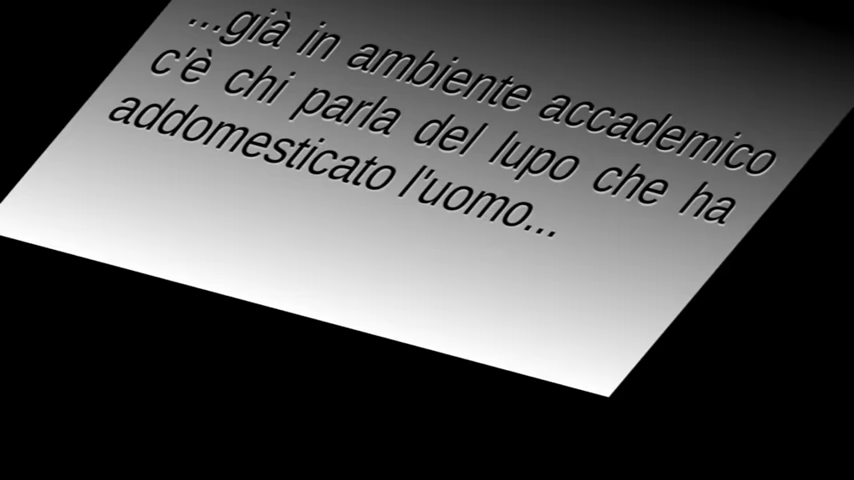 ...già in ambiente accademico
c'è chi parla del lupo che ha
addomesticato l'uomo...